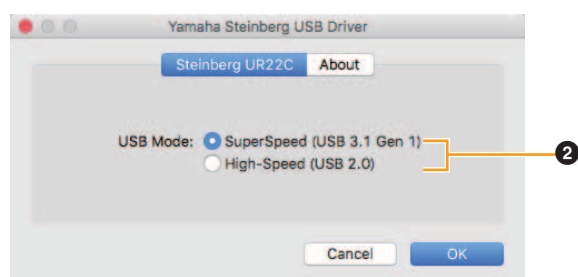 Yamaha Steinberg USB Driver
Steinberg UR22C About
USB Mode: SuperSpeed (USB 3.1 Gen 1)
High-Speed (USB 2.0)
2
Cancel OK